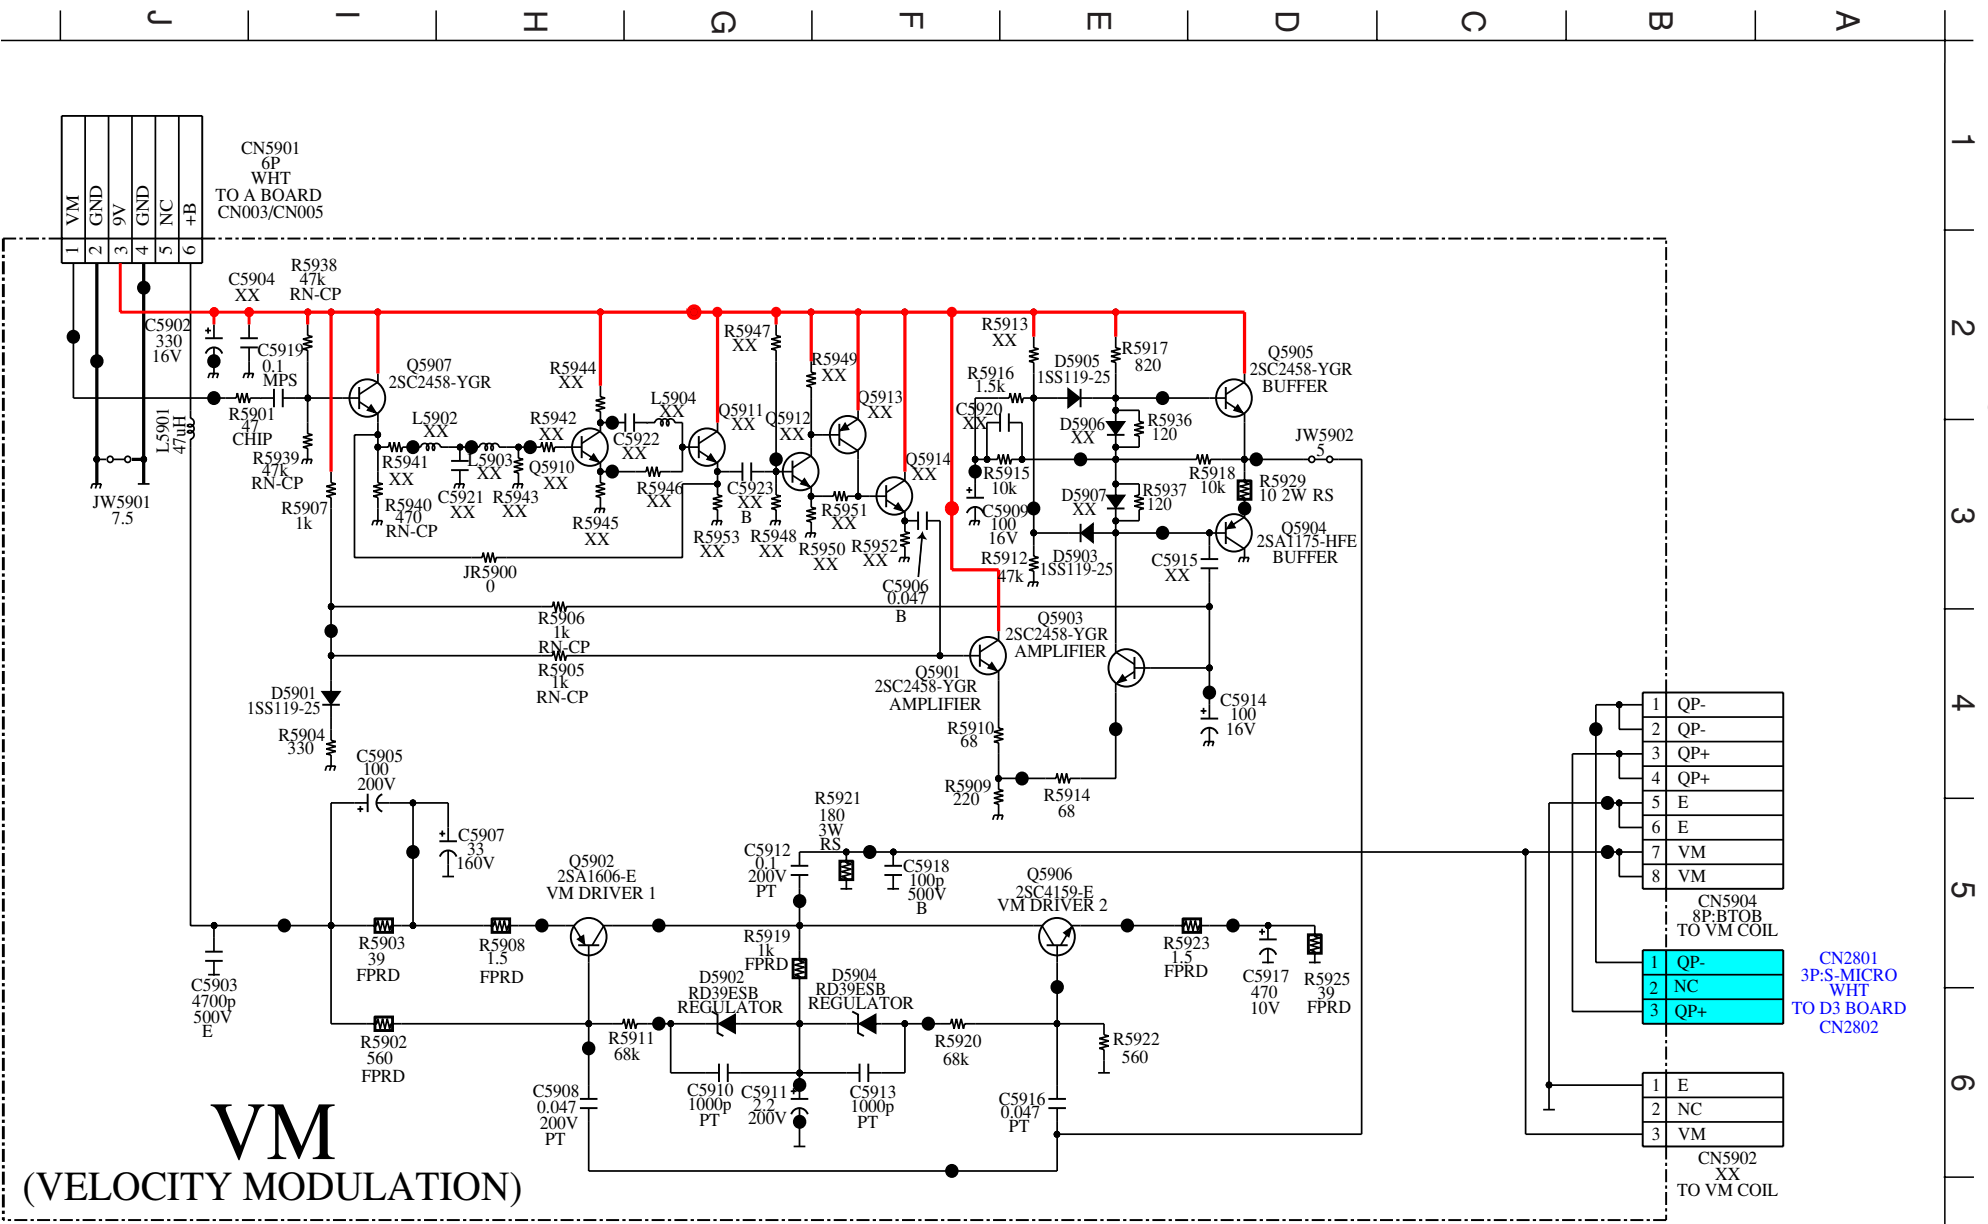 J I H G F E D C B A
1
2
3
4
5
6
CN5901
6P
WHT
TO A BOARD
CN003/CN005
VM
GND
9V
GND
NC
+B
1 2 3 4 5 6
C5904
XX
R5938
47k
RN-CP
C5902
330
16V
C5919
0.1
MPS
Q5907
2SC2458-YGR
R5901
47
CHIP
L5901
47uH
R5939
47k
RN-CP
R5907
1k
JW5901
7.5
L5902
XX
R5941
XX
R5940
470
RN-CP
C5921
XX
L5903
XX
R5943
XX
R5942
XX
Q5910
XX
R5944
XX
R5945
XX
C5922
XX
L5904
XX
R5946
XX
Q5911
XX
R5953
XX
C5923
XX
B
R5947
XX
R5948
XX
Q5912
XX
R5949
XX
R5950
XX
R5951
XX
Q5913
XX
Q5914
XX
R5952
XX
C5906
0.047
B
JR5900
0
R5906
1k
RN-CP
R5905
1k
RN-CP
R5913
XX
R5916
1.5k
C5920
XX
R5915
10k
C5909
100
16V
R5912
47k
D5905
1SS119-25
D5906
XX
D5907
XX
D5903
1SS119-25
R5917
820
R5936
120
R5937
120
R5918
10k
C5915
XX
Q5905
2SC2458-YGR
BUFFER
JW5902
5
R5929
10 2W RS
Q5904
2SA1175-HFE
BUFFER
Q5903
2SC2458-YGR
AMPLIFIER
Q5901
2SC2458-YGR
AMPLIFIER
C5914
100
16V
R5910
68
R5909
220
R5914
68
D5901
1SS119-25
R5904
330
C5905
100
200V
C5907
33
160V
Q5902
2SA1606-E
VM DRIVER 1
C5912
0.1
200V
PT
R5921
180
3W
RS
C5918
100p
500V
B
Q5906
2SC4159-E
VM DRIVER 2
C5903
4700p
500V
E
R5903
39
FPRD
R5908
1.5
FPRD
R5919
1k
FPRD
R5923
1.5
FPRD
C5917
470
10V
R5925
39
FPRD
R5902
560
FPRD
D5902
RD39ESB
REGULATOR
D5904
RD39ESB
REGULATOR
R5911
68k
R5920
68k
R5922
560
C5908
0.047
200V
PT
C5910
1000p
PT
C5911
2.2
200V
C5913
1000p
PT
C5916
0.047
PT
1 QP-
2 QP-
3 QP+
4 QP+
5 E
6 E
7 VM
8 VM
CN5904
8P:BTOB
TO VM COIL
1 QP-
2 NC
3 QP+
CN2801
3P:S-MICRO
WHT
TO D3 BOARD
CN2802
1 E
2 NC
3 VM
CN5902
XX
TO VM COIL
VM
(VELOCITY MODULATION)